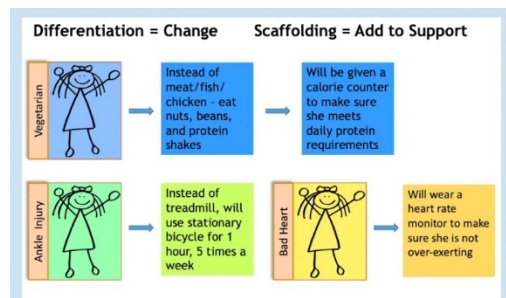 Differentiation = Change
Scaffolding = Add to Support
Vegetarian
Instead of
meat/fish/
chicken - eat
nuts, beans,
and protein
shakes
Will be given a
calorie counter
to make sure
she meets
daily protein
requirements
Ankle Injury
Instead of
treadmill, will
use stationary
bicycle for 1
hour, 5 times a
week
Bad Heart
Will wear a
heart rate
monitor to make
sure she is not
over-exerting